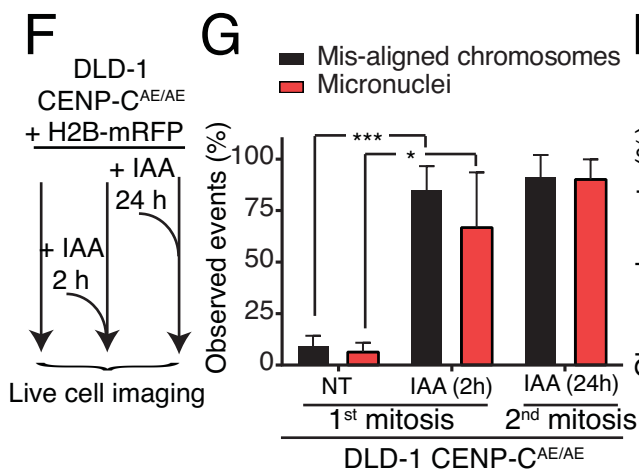 F
DLD-1
CENP-C^AE/AE
+ H2B-mRFP
+ IAA
24 h
+ IAA
2 h
Live cell imaging
G
Mis-aligned chromosomes
Micronuclei
Observed events (%)
100
75
50
25
0
***
*
NT
IAA (2h)
IAA (24h)
1st mitosis
2nd mitosis
DLD-1 CENP-C^AE/AE